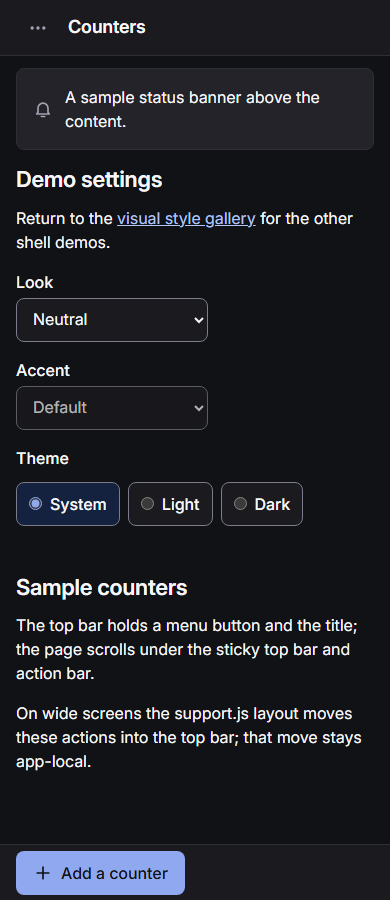 Counters
A sample status banner above the
content.
Demo settings
Return to the visual style gallery for the other
shell demos.
Look
Neutral
Accent
Default
Theme
System Light Dark
Sample counters
The top bar holds a menu button and the title;
the page scrolls under the sticky top bar and
action bar.
On wide screens the support.js layout moves
these actions into the top bar; that move stays
app-local.
Add a counter